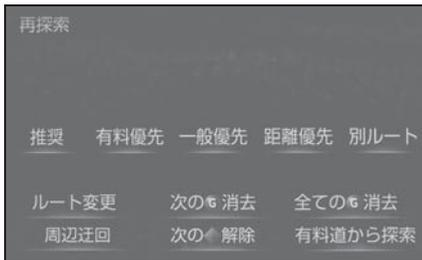 再探索
推奨 有料優先 一般優先 距離優先 別ルート
ルート変更 次のG消去 全てのG消去
周辺迂回 次の 解除 有料道から探索